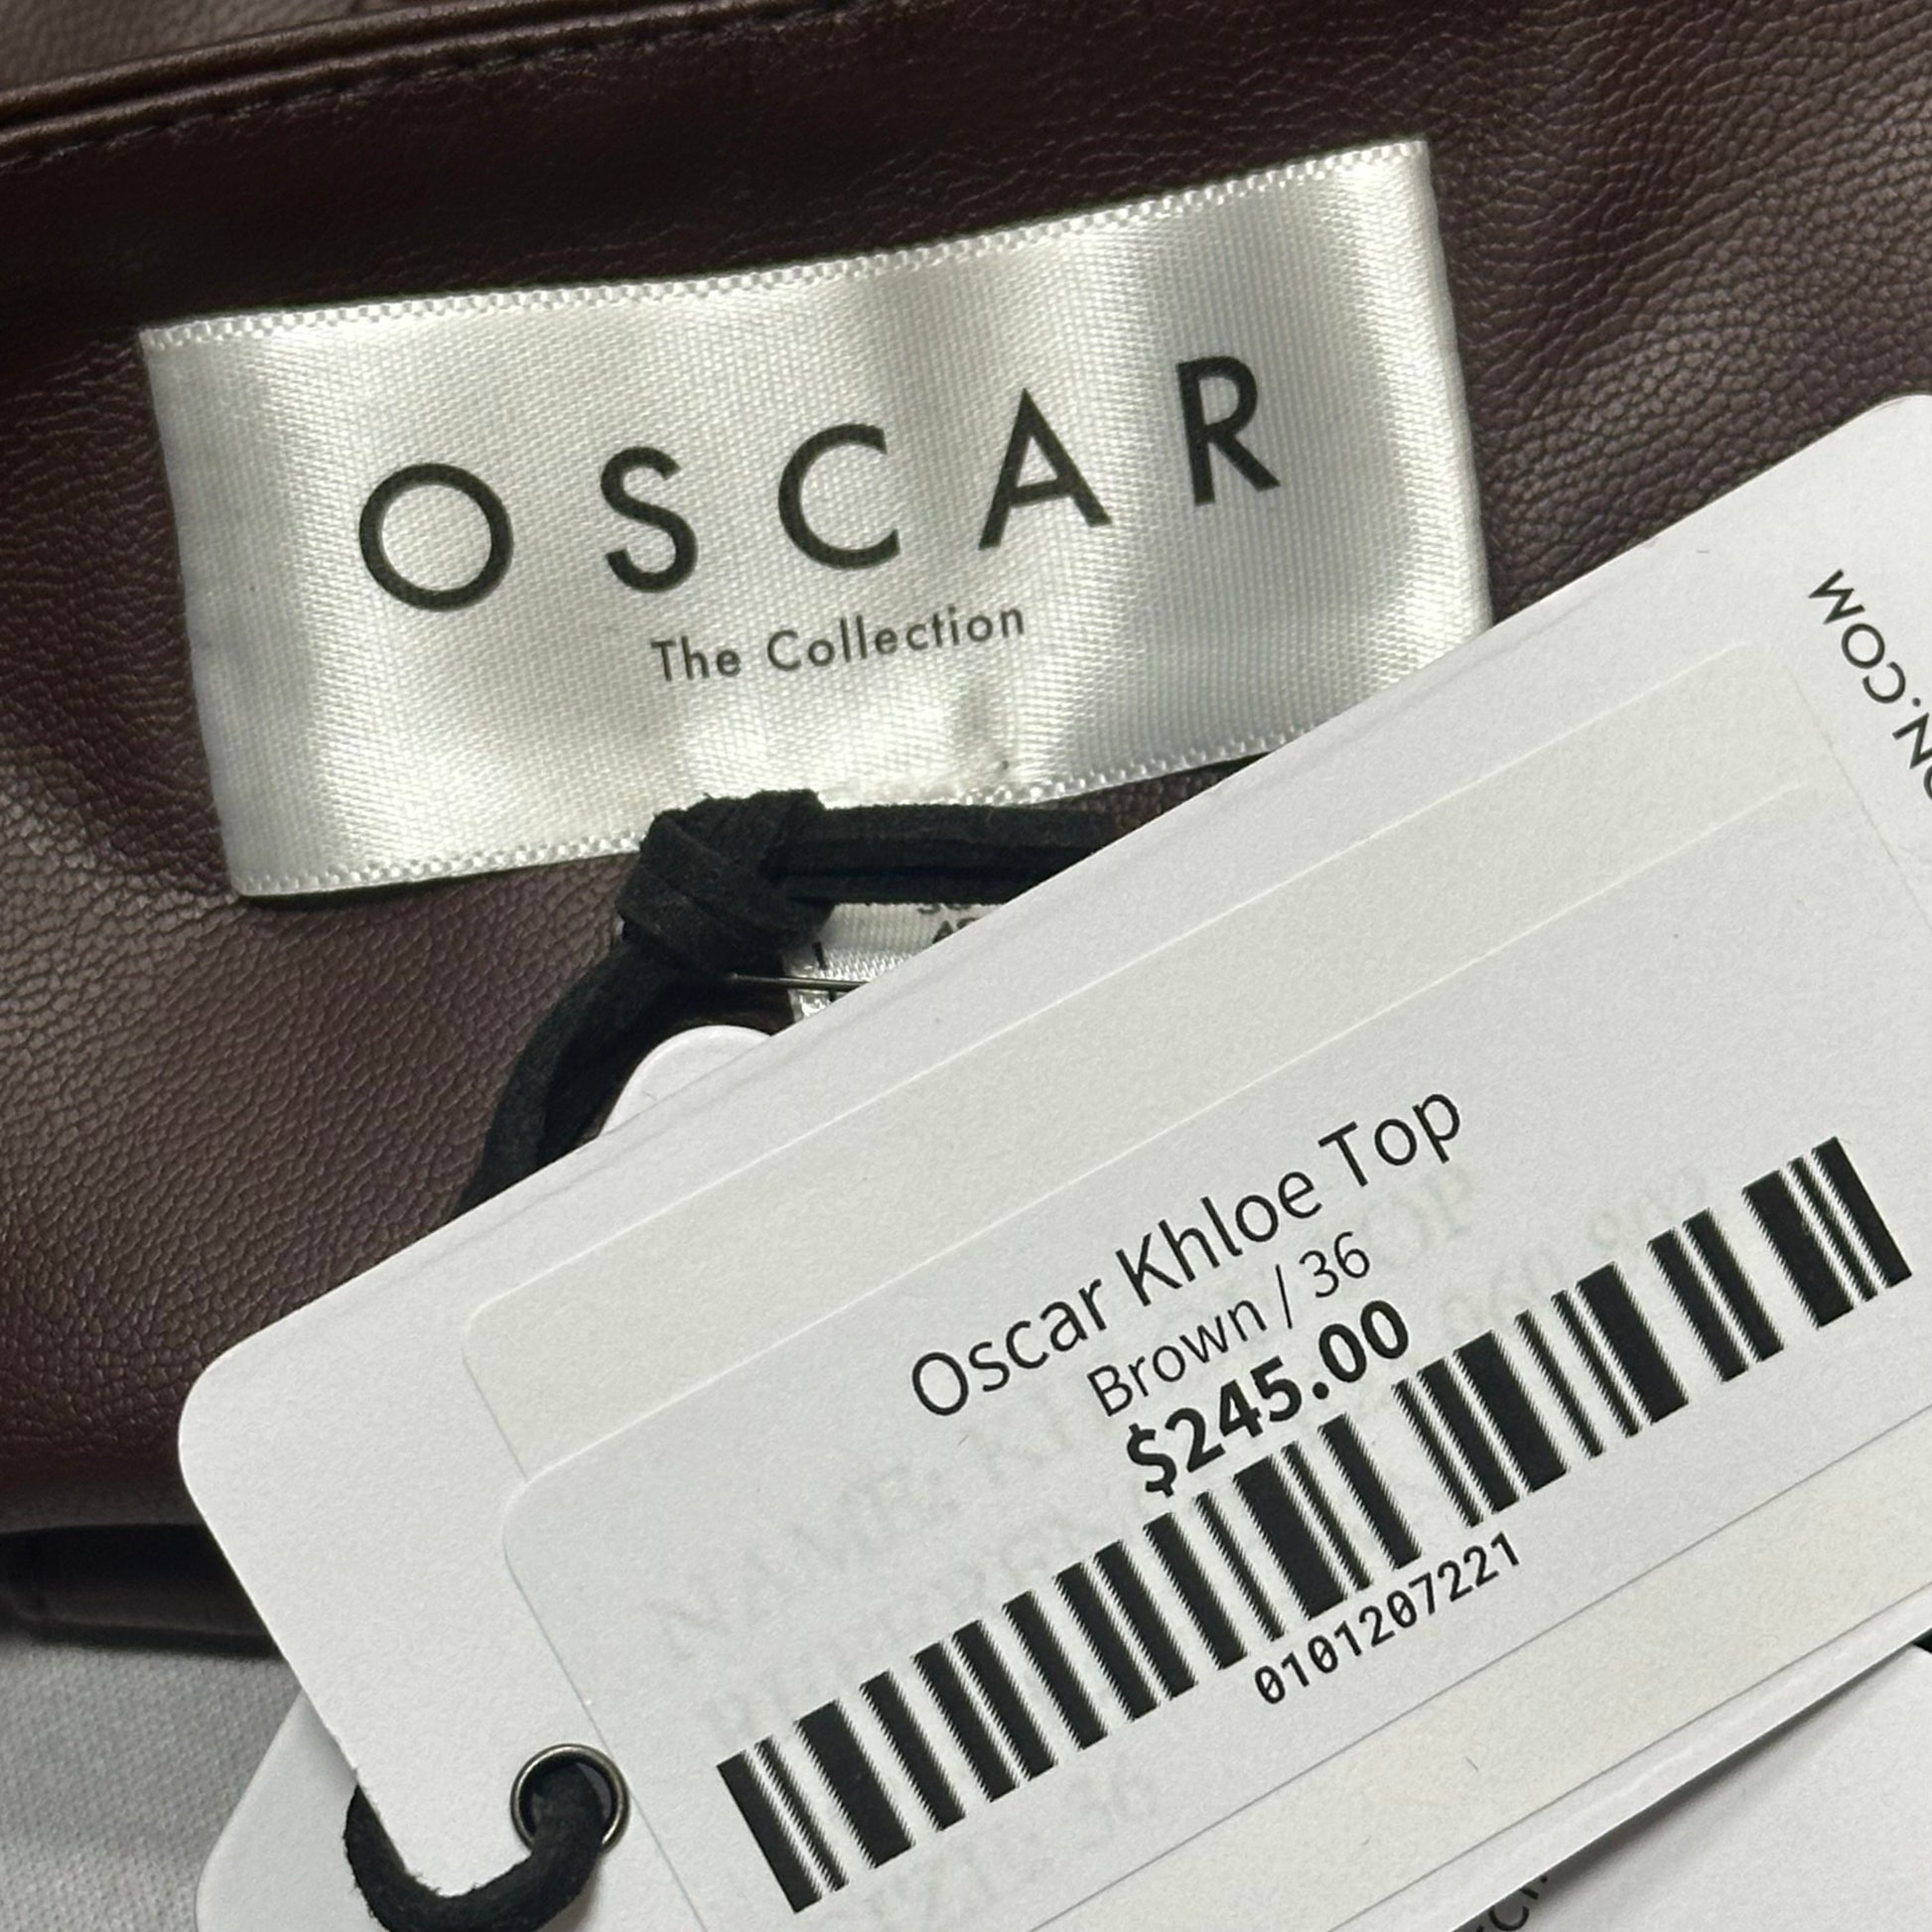 OSCAR
The Collection
N.COM
Oscar Khloe Top
Brown / 36
$245.00
0101207221